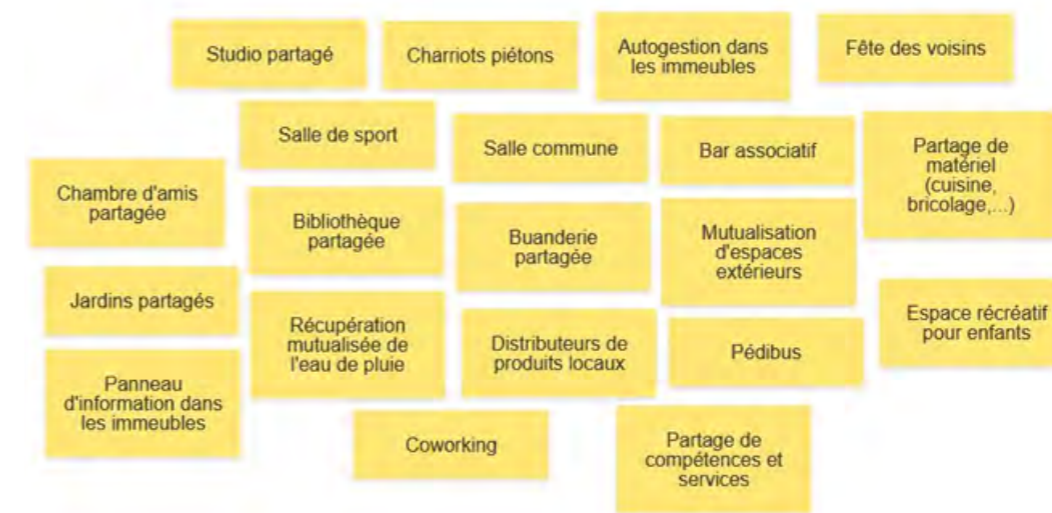 Studio partagé
Charriots piétons
Autogestion dans
les immeubles
Fête des voisins
Salle de sport
Salle commune
Bar associatif
Partage de
matériel
(cuisine,
bricolage,...)
Chambre d'amis
partagée
Bibliothèque
partagée
Buanderie
partagée
Mutualisation
d'espaces
extérieurs
Jardins partagés
Récupération
mutualisée de
l'eau de pluie
Distributeurs de
produits locaux
Pédibus
Espace récréatif
pour enfants
Panneau
d'information dans
les immeubles
Coworking
Partage de
compétences et
services